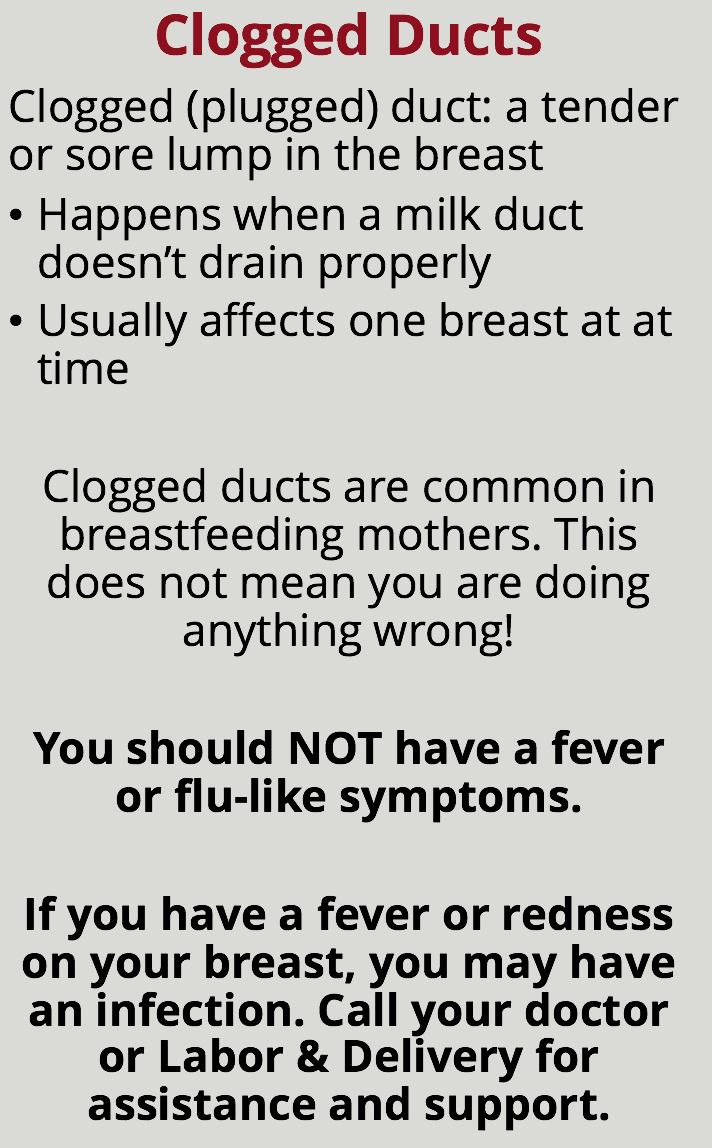 Clogged Ducts
Clogged (plugged) duct: a tender
or sore lump in the breast
• Happens when a milk duct
doesn’t drain properly
• Usually affects one breast at at
time
Clogged ducts are common in
breastfeeding mothers. This
does not mean you are doing
anything wrong!
You should NOT have a fever
or flu-like symptoms.
If you have a fever or redness
on your breast, you may have
an infection. Call your doctor
or Labor & Delivery for
assistance and support.